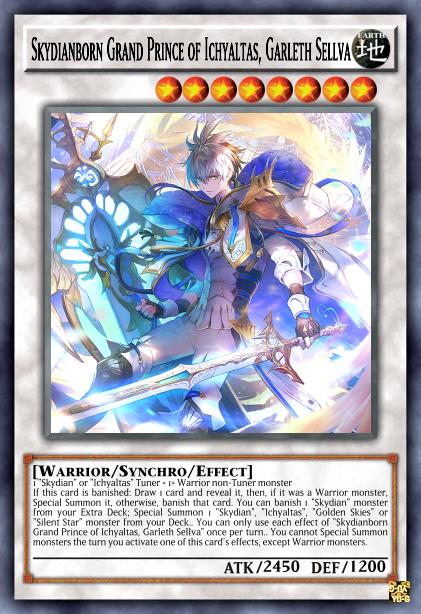 Skydianborn Grand Prince of Ichyaltas, Garleth Sellva
EARTH
地
[Warrior/Synchro/Effect]
1 "Skydian" or "Ichyaltas" Tuner + 1+ Warrior non-Tuner monster
If this card is banished: Draw 1 card and reveal it, then, if it was a Warrior monster,
Special Summon it, otherwise, banish that card. You can banish 1 "Skydian" monster
from your Extra Deck; Special Summon 1 "Skydian", "Ichyaltas", "Golden Skies" or
"Silent Star" monster from your Deck.. You can only use each effect of "Skydianborn
Grand Prince of Ichyaltas, Garleth Sellva" once per turn.. You cannot Special Summon
monsters the turn you activate one of this card's effects, except Warrior monsters.
ATK/2450 DEF/1200